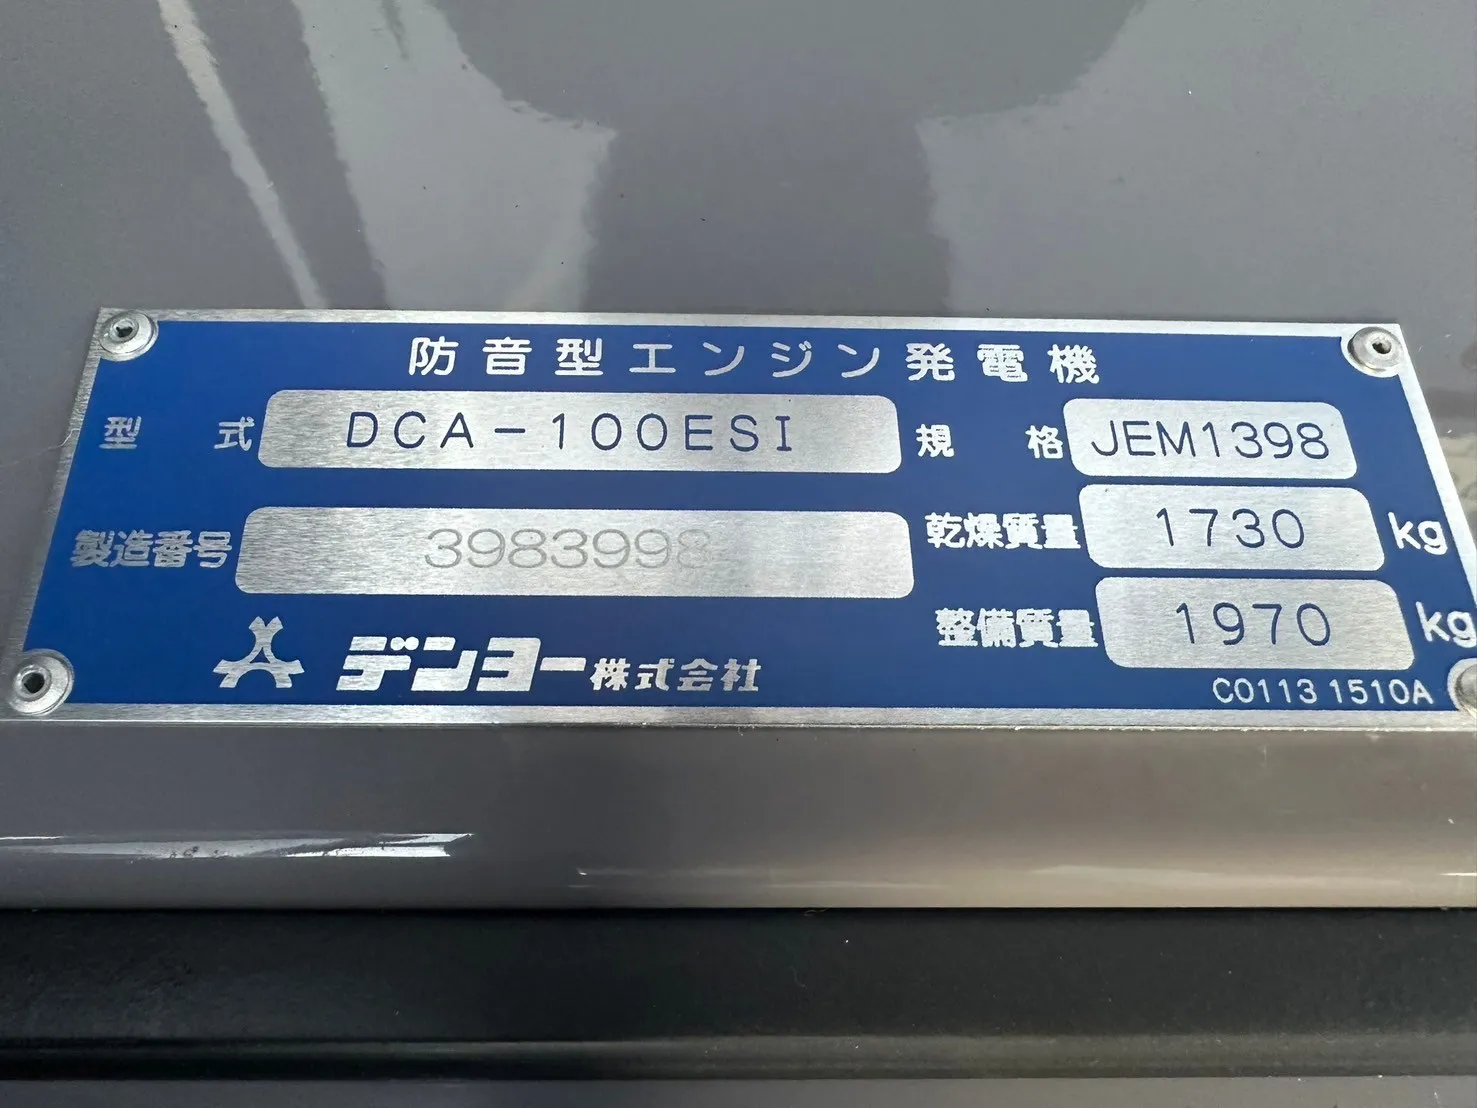 防音型エンジン発電機
型式 DCA-100ESI 規格 JEM1398
製造番号 3983998 乾燥質量 1730 kg
整備質量 1970 kg
デンヨー株式会社
C0113 1510A